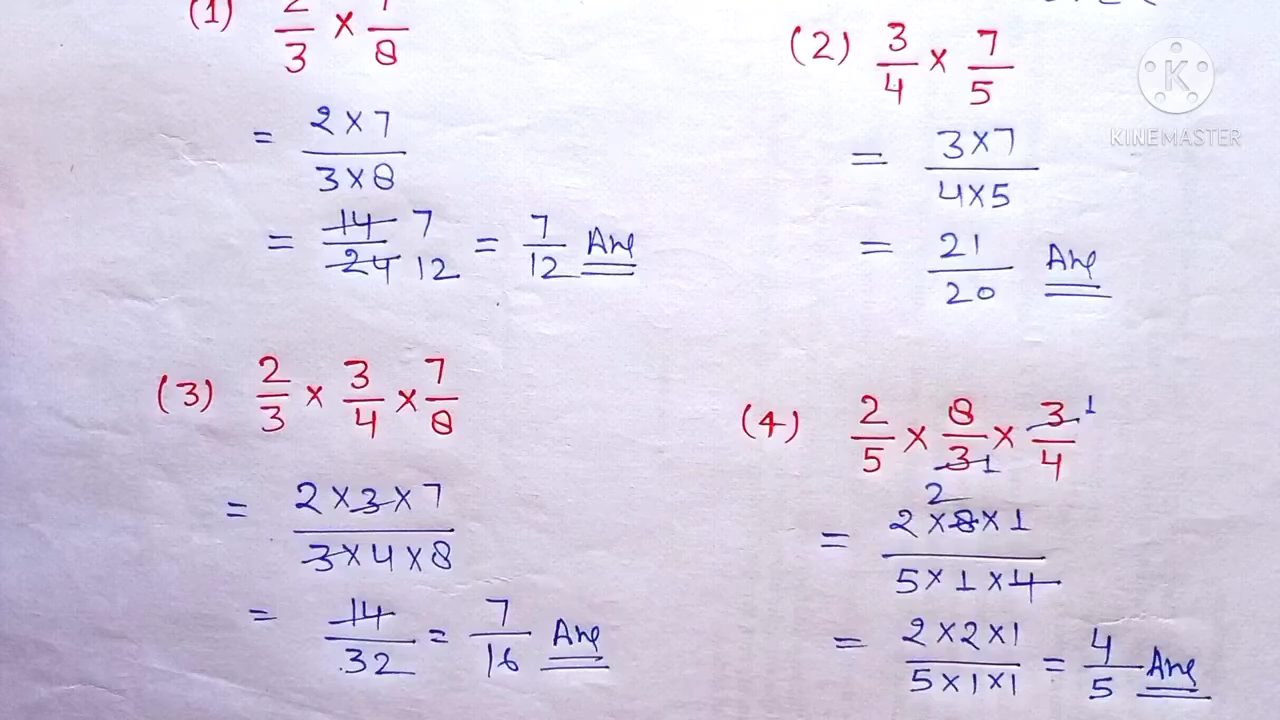 (1) 2/3 × 7/8
= 2×7 / 3×8
= 14/24 7/12 = 7/12 Ans
(2) 3/4 × 7/5
= 3×7 / 4×5
= 21/20 Ans
(3) 2/3 × 3/4 × 7/8
= 2×3×7 / 3×4×8
= 14/32 = 7/16 Ans
(4) 2/5 × 8/3 1 × 3/4 1
2
= 2×8×1 / 5×1×4
= 2×2×1 / 5×1×1 = 4/5 Ans
K
KINEMASTER